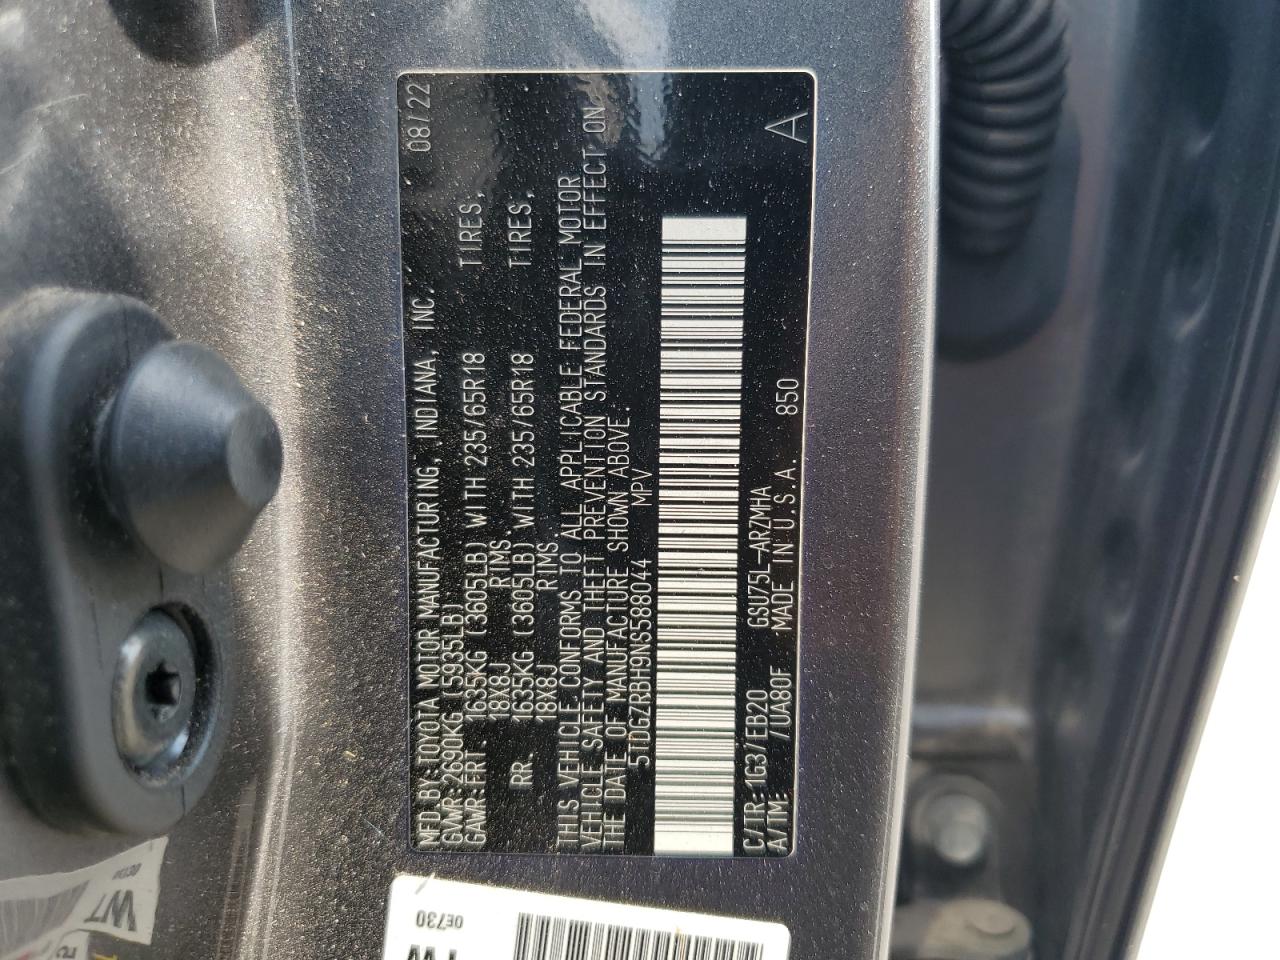 MFD BY: TOYOTA MOTOR MANUFACTURING, INDIANA, INC. 08/22
GVWR: 2690KG (5935LB)
GAWR: FRT. 1635KG (3605LB) WITH 235/65R18 TIRES,
18X8J RIMS,
RR. 1635KG (3605LB) WITH 235/65R18 TIRES,
18X8J RIMS.
THIS VEHICLE CONFORMS TO ALL APPLICABLE FEDERAL MOTOR
VEHICLE SAFETY AND THEFT PREVENTION STANDARDS IN EFFECT ON
THE DATE OF MANUFACTURE SHOWN ABOVE.
5TDGZRBH9NS588044 MPV
A
C/TR: 1G3/EB20 GSU75L-ARZMHA
A/TM: /UA80F MADE IN U.S.A. 850
0E730
WT